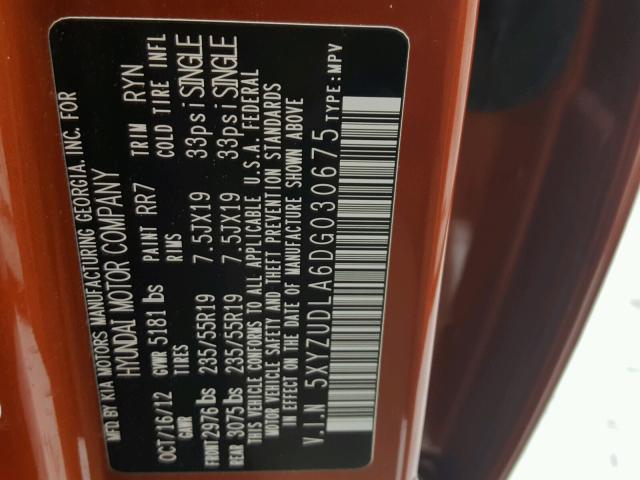 MFD BY KIA MOTORS MANUFACTURING GEORGIA. INC. FOR
HYUNDAI MOTOR COMPANY
OCT/16/12 GVWR 5181 lbs PAINT RR7 TRIM RYN
GAWR TIRES RIMS COLD TIRE INFL
FRONT 2976 lbs 235/55R19 7.5JX19 33psi SINGLE
REAR 3075 lbs 235/55R19 7.5JX19 33psi SINGLE
THIS VEHICLE CONFORMS TO ALL APPLICABLE U.S.A. FEDERAL
MOTOR VEHICLE SAFETY AND THEFT PREVENTION STANDARDS
IN EFFECT ON THE DATE OF MANUFACTURE SHOWN ABOVE
V.I.N 5XYZUDLA6DG030675 TYPE:MPV